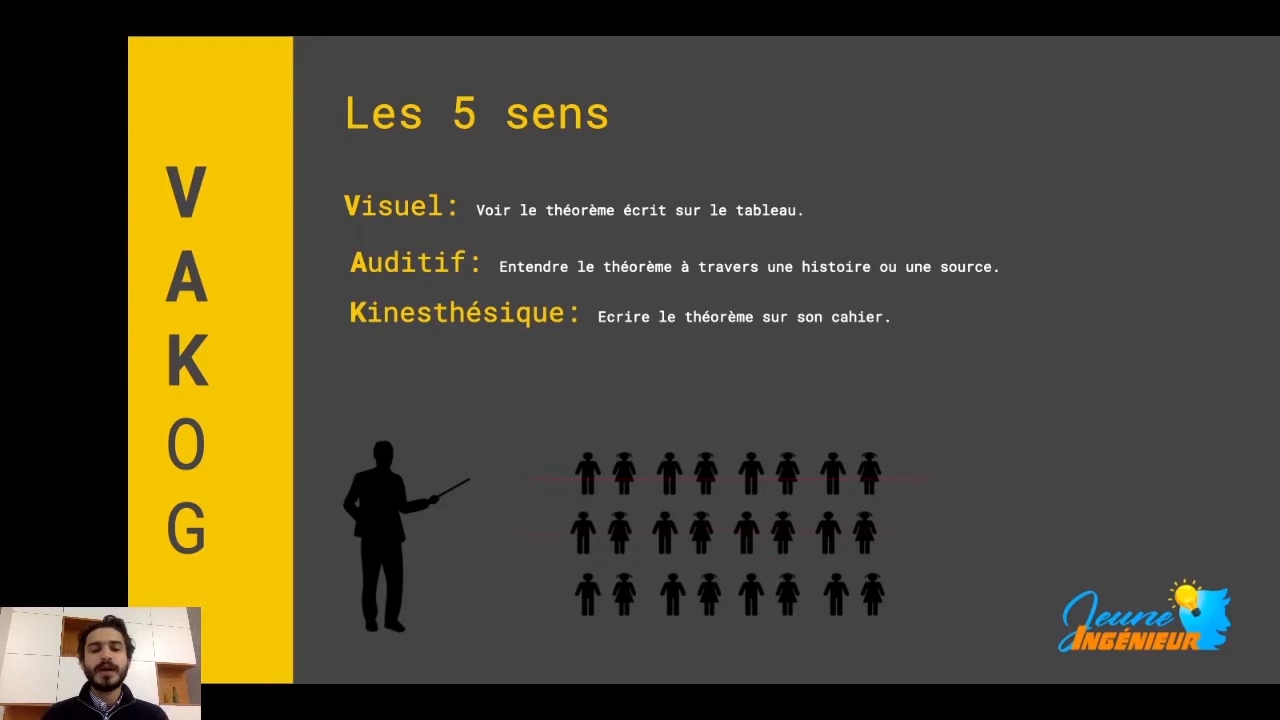 Les 5 sens
V
A
K
O
G
Visuel: Voir le théorème écrit sur le tableau.
Auditif: Entendre le théorème à travers une histoire ou une source.
Kinesthésique: Ecrire le théorème sur son cahier.
Jeune
INGÉNIEUR